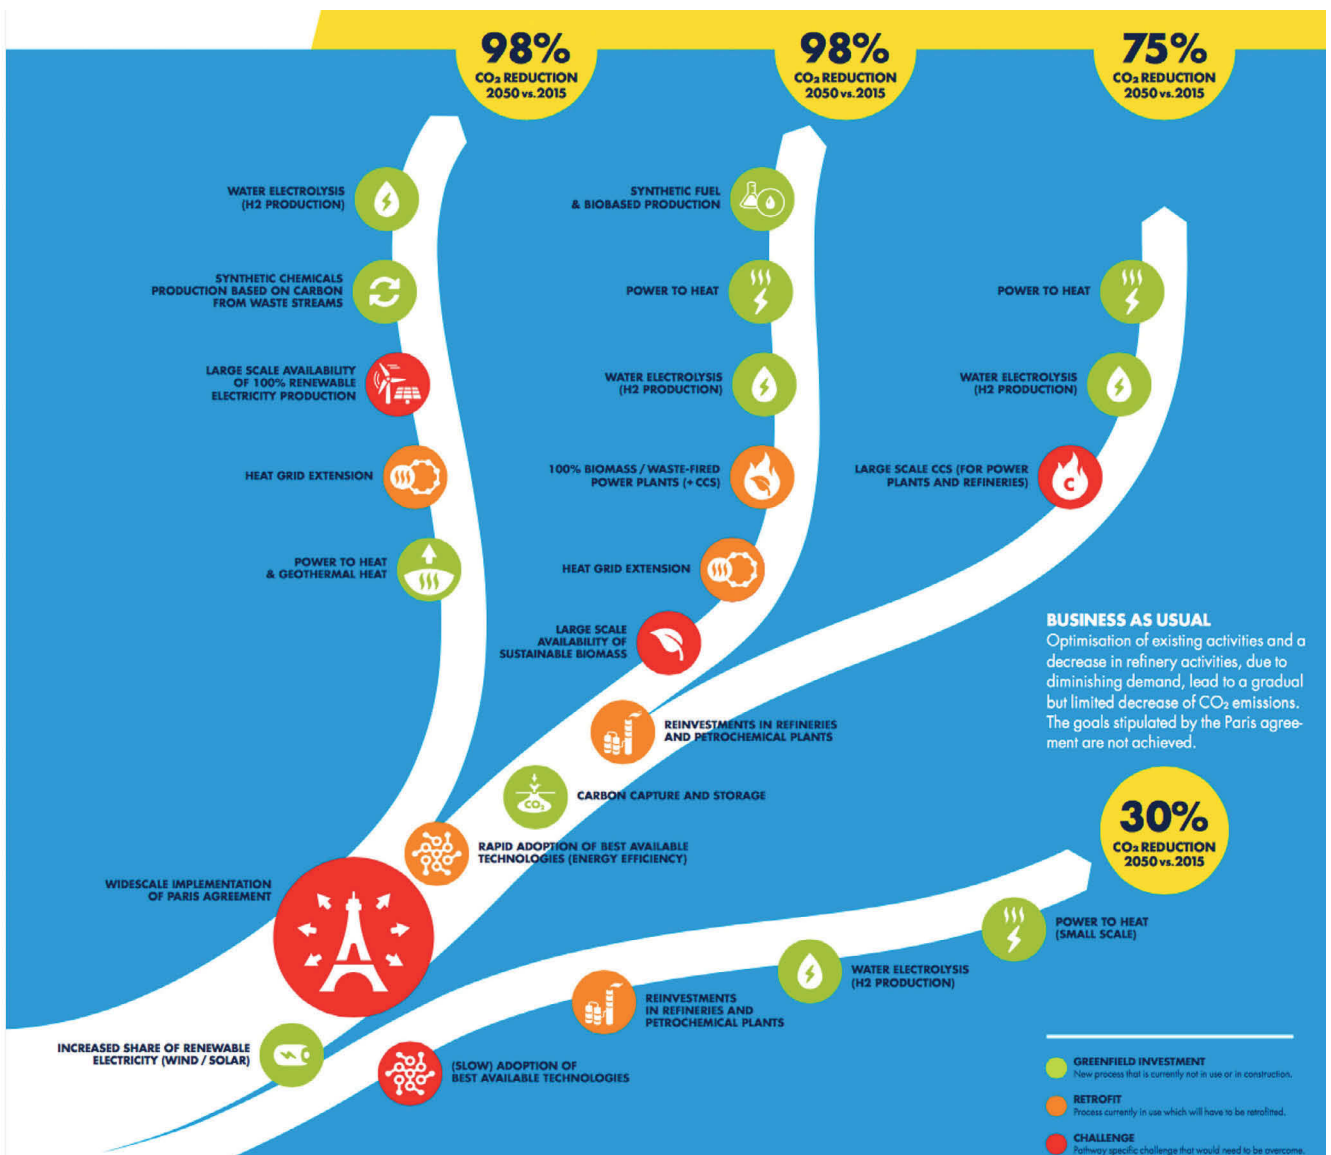 98%
CO₂ REDUCTION
2050 vs. 2015
98%
CO₂ REDUCTION
2050 vs. 2015
75%
CO₂ REDUCTION
2050 vs. 2015
WATER ELECTROLYSIS
(H2 PRODUCTION)
SYNTHETIC CHEMICALS
PRODUCTION BASED ON CARBON
FROM WASTE STREAMS
LARGE SCALE AVAILABILITY
OF 100% RENEWABLE
ELECTRICITY PRODUCTION
HEAT GRID EXTENSION
POWER TO HEAT
& GEOTHERMAL HEAT
SYNTHETIC FUEL
& BIOBASED PRODUCTION
POWER TO HEAT
WATER ELECTROLYSIS
(H2 PRODUCTION)
100% BIOMASS / WASTE-FIRED
POWER PLANTS (+ CCS)
HEAT GRID EXTENSION
LARGE SCALE
AVAILABILITY OF
SUSTAINABLE BIOMASS
POWER TO HEAT
WATER ELECTROLYSIS
(H2 PRODUCTION)
LARGE SCALE CCS (FOR POWER
PLANTS AND REFINERIES)
C
REINVESTMENTS IN REFINERIES
AND PETROCHEMICAL PLANTS
CO₂
CARBON CAPTURE AND STORAGE
RAPID ADOPTION OF BEST AVAILABLE
TECHNOLOGIES (ENERGY EFFICIENCY)
WIDESCALE IMPLEMENTATION
OF PARIS AGREEMENT
INCREASED SHARE OF RENEWABLE
ELECTRICITY (WIND / SOLAR)
(SLOW) ADOPTION OF
BEST AVAILABLE TECHNOLOGIES
REINVESTMENTS
IN REFINERIES AND
PETROCHEMICAL PLANTS
WATER ELECTROLYSIS
(H2 PRODUCTION)
POWER TO HEAT
(SMALL SCALE)
BUSINESS AS USUAL
Optimisation of existing activities and a
decrease in refinery activities, due to
diminishing demand, lead to a gradual
but limited decrease of CO₂ emissions.
The goals stipulated by the Paris agree-
ment are not achieved.
30%
CO₂ REDUCTION
2050 vs. 2015
GREENFIELD INVESTMENT
New process that is currently not in use or in construction.
RETROFIT
Process currently in use which will have to be retrofitted.
CHALLENGE
Pathway specific challenge that would need to be overcome.